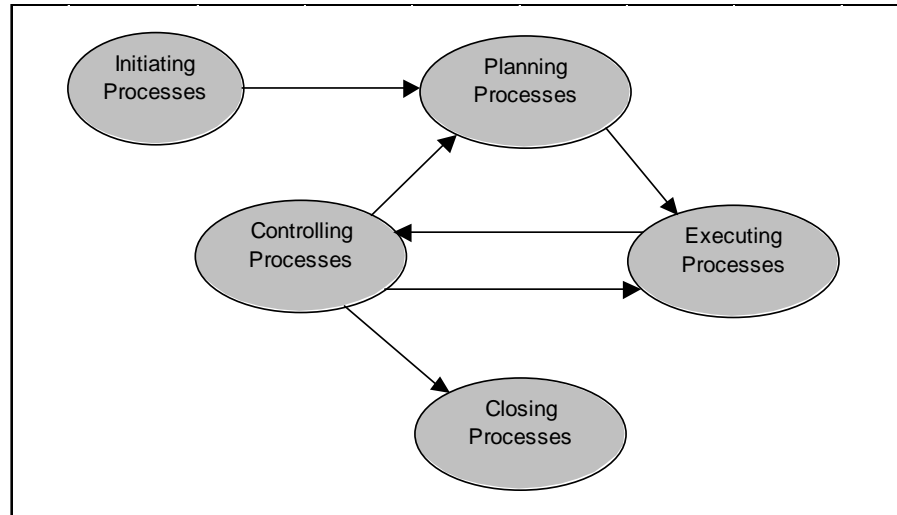 Initiating
Processes
Planning
Processes
Controlling
Processes
Executing
Processes
Closing
Processes